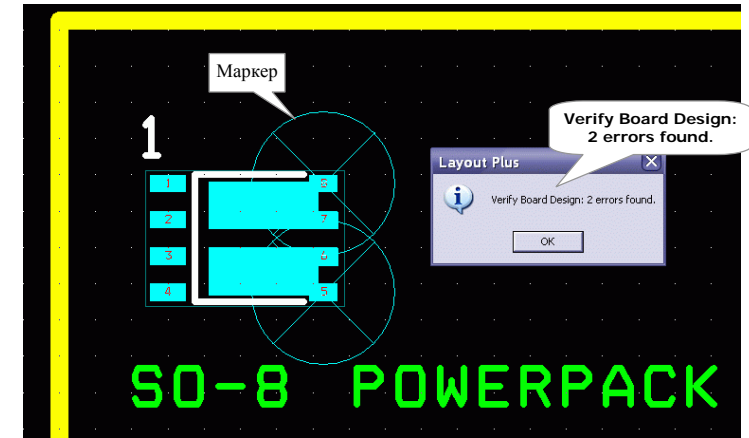 Маркер
Verify Board Design:
2 errors found.
1
Layout Plus
Verify Board Design: 2 errors found.
OK
1 8
2 7
3 6
4 5
SO-8 POWERPACK